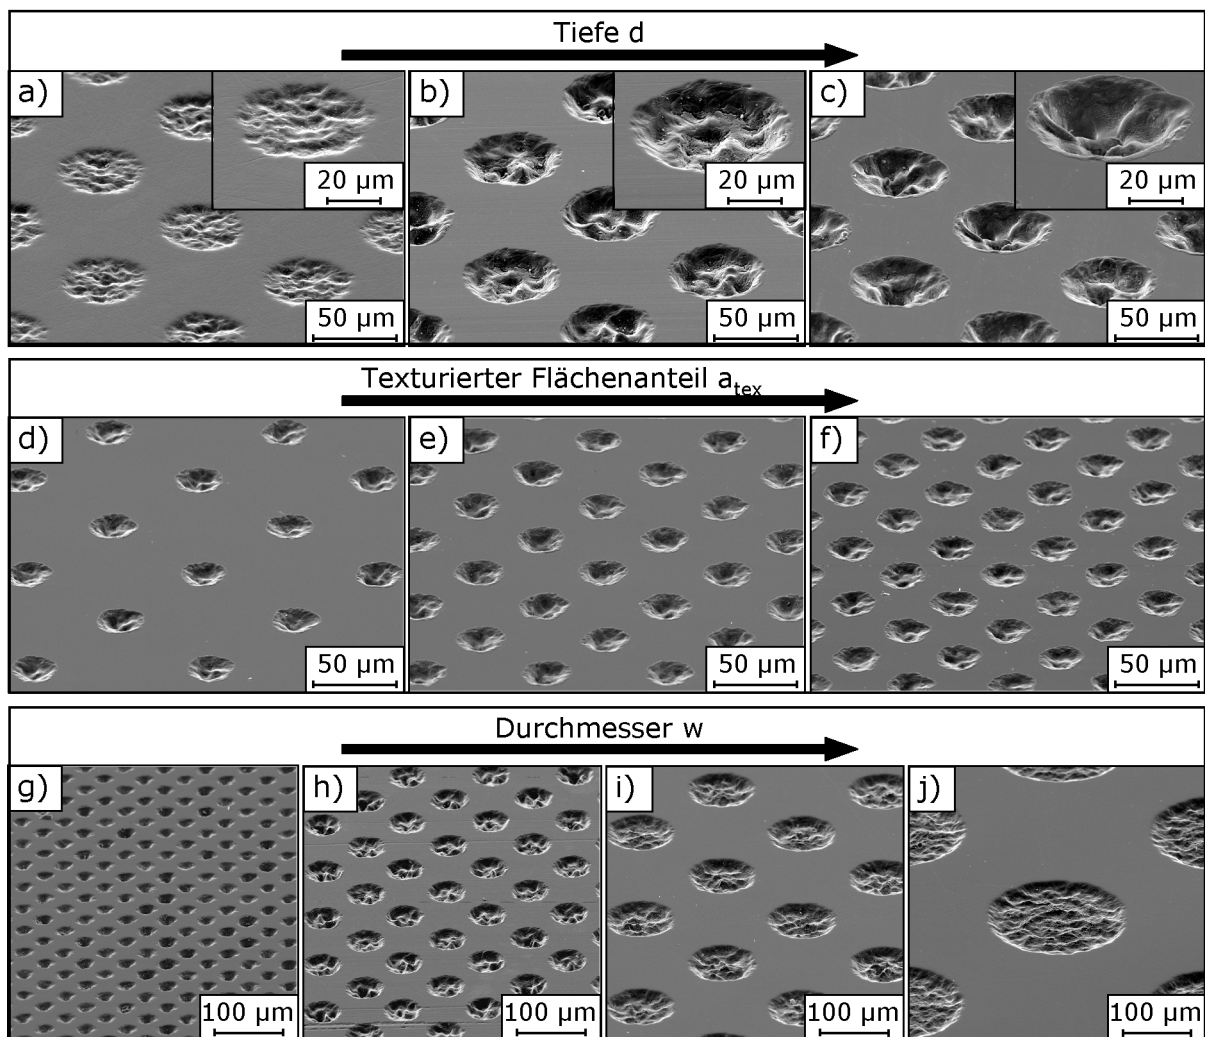 Tiefe d
a)
20 µm
50 µm
b)
20 µm
50 µm
c)
20 µm
50 µm
Texturierter Flächenanteil atex
d)
50 µm
e)
50 µm
f)
50 µm
Durchmesser w
g)
100 µm
h)
100 µm
i)
100 µm
j)
100 µm